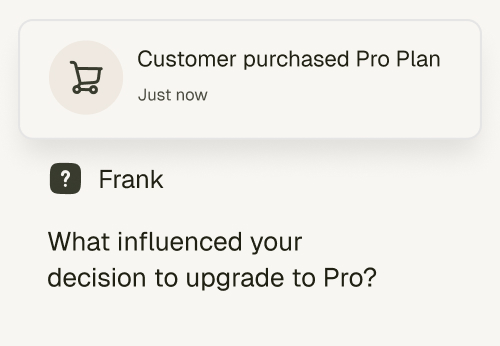 Customer purchased Pro Plan
Just now
? Frank
What influenced your
decision to upgrade to Pro?